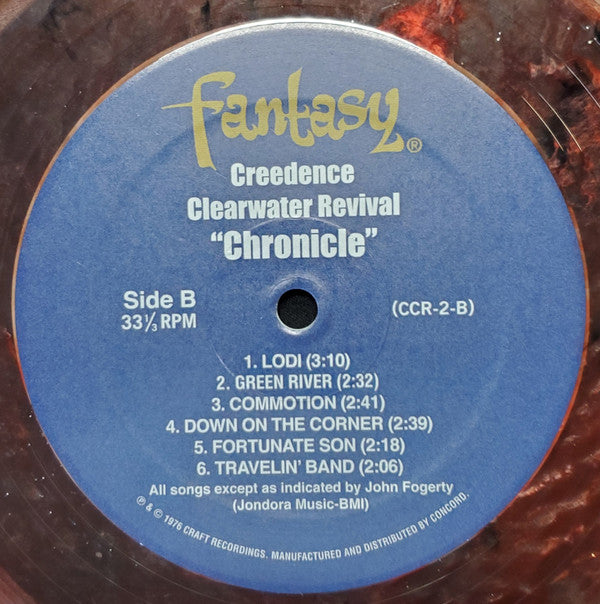 fantasy®
Creedence
Clearwater Revival
“Chronicle”
Side B
33⅓ RPM
(CCR-2-B)
1. LODI (3:10)
2. GREEN RIVER (2:32)
3. COMMOTION (2:41)
4. DOWN ON THE CORNER (2:39)
5. FORTUNATE SON (2:18)
6. TRAVELIN’ BAND (2:06)
All songs except as indicated by John Fogerty
(Jondora Music-BMI)
℗ & © 1976 CRAFT RECORDINGS. MANUFACTURED AND DISTRIBUTED BY CONCORD.